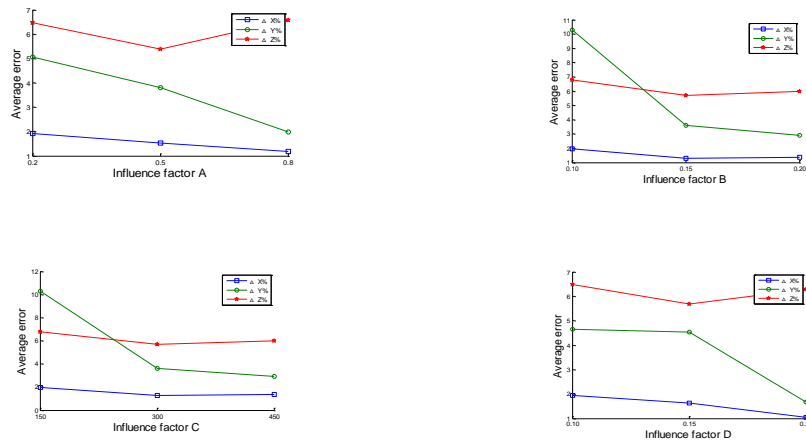 7
6
5
4
3
2
1
Average error
0.2
0.5
0.8
Influence factor A
△ X%
△ Y%
△ Z%
11
10
9
8
7
6
5
4
3
2
1
Average error
0.10
0.15
0.20
Influence factor B
△ X%
△ Y%
△ Z%
12
10
8
6
4
2
0
Average error
150
300
450
Influence factor C
△ X%
△ Y%
△ Z%
7
6
5
4
3
2
1
Average error
0.10
0.15
Influence factor D
△ X%
△ Y%
△ Z%